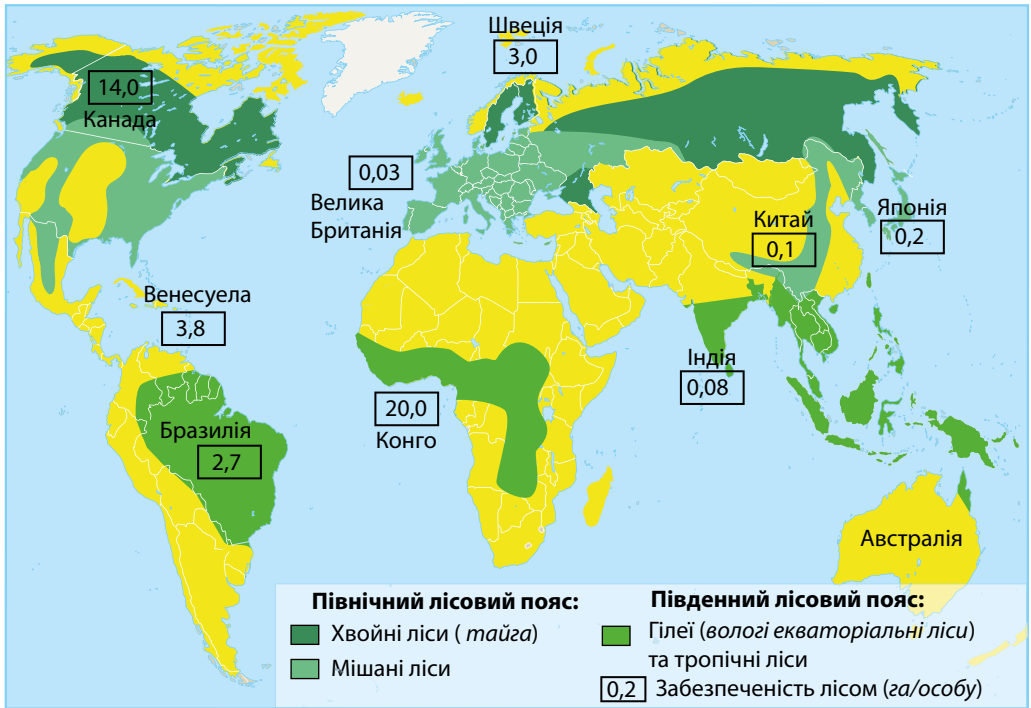 Швеція
3,0
14,0
Канада
0,03
Велика
Британія
Китай
0,1
Японія
0,2
Венесуела
3,8
Індія
0,08
20,0
Конго
Бразилія
2,7
Австралія
Північний лісовий пояс:
Хвойні ліси ( тайга)
Мішані ліси
Південний лісовий пояс:
Гілеї (вологі екваторіальні ліси)
та тропічні ліси
0,2 Забезпеченість лісом (га/особу)